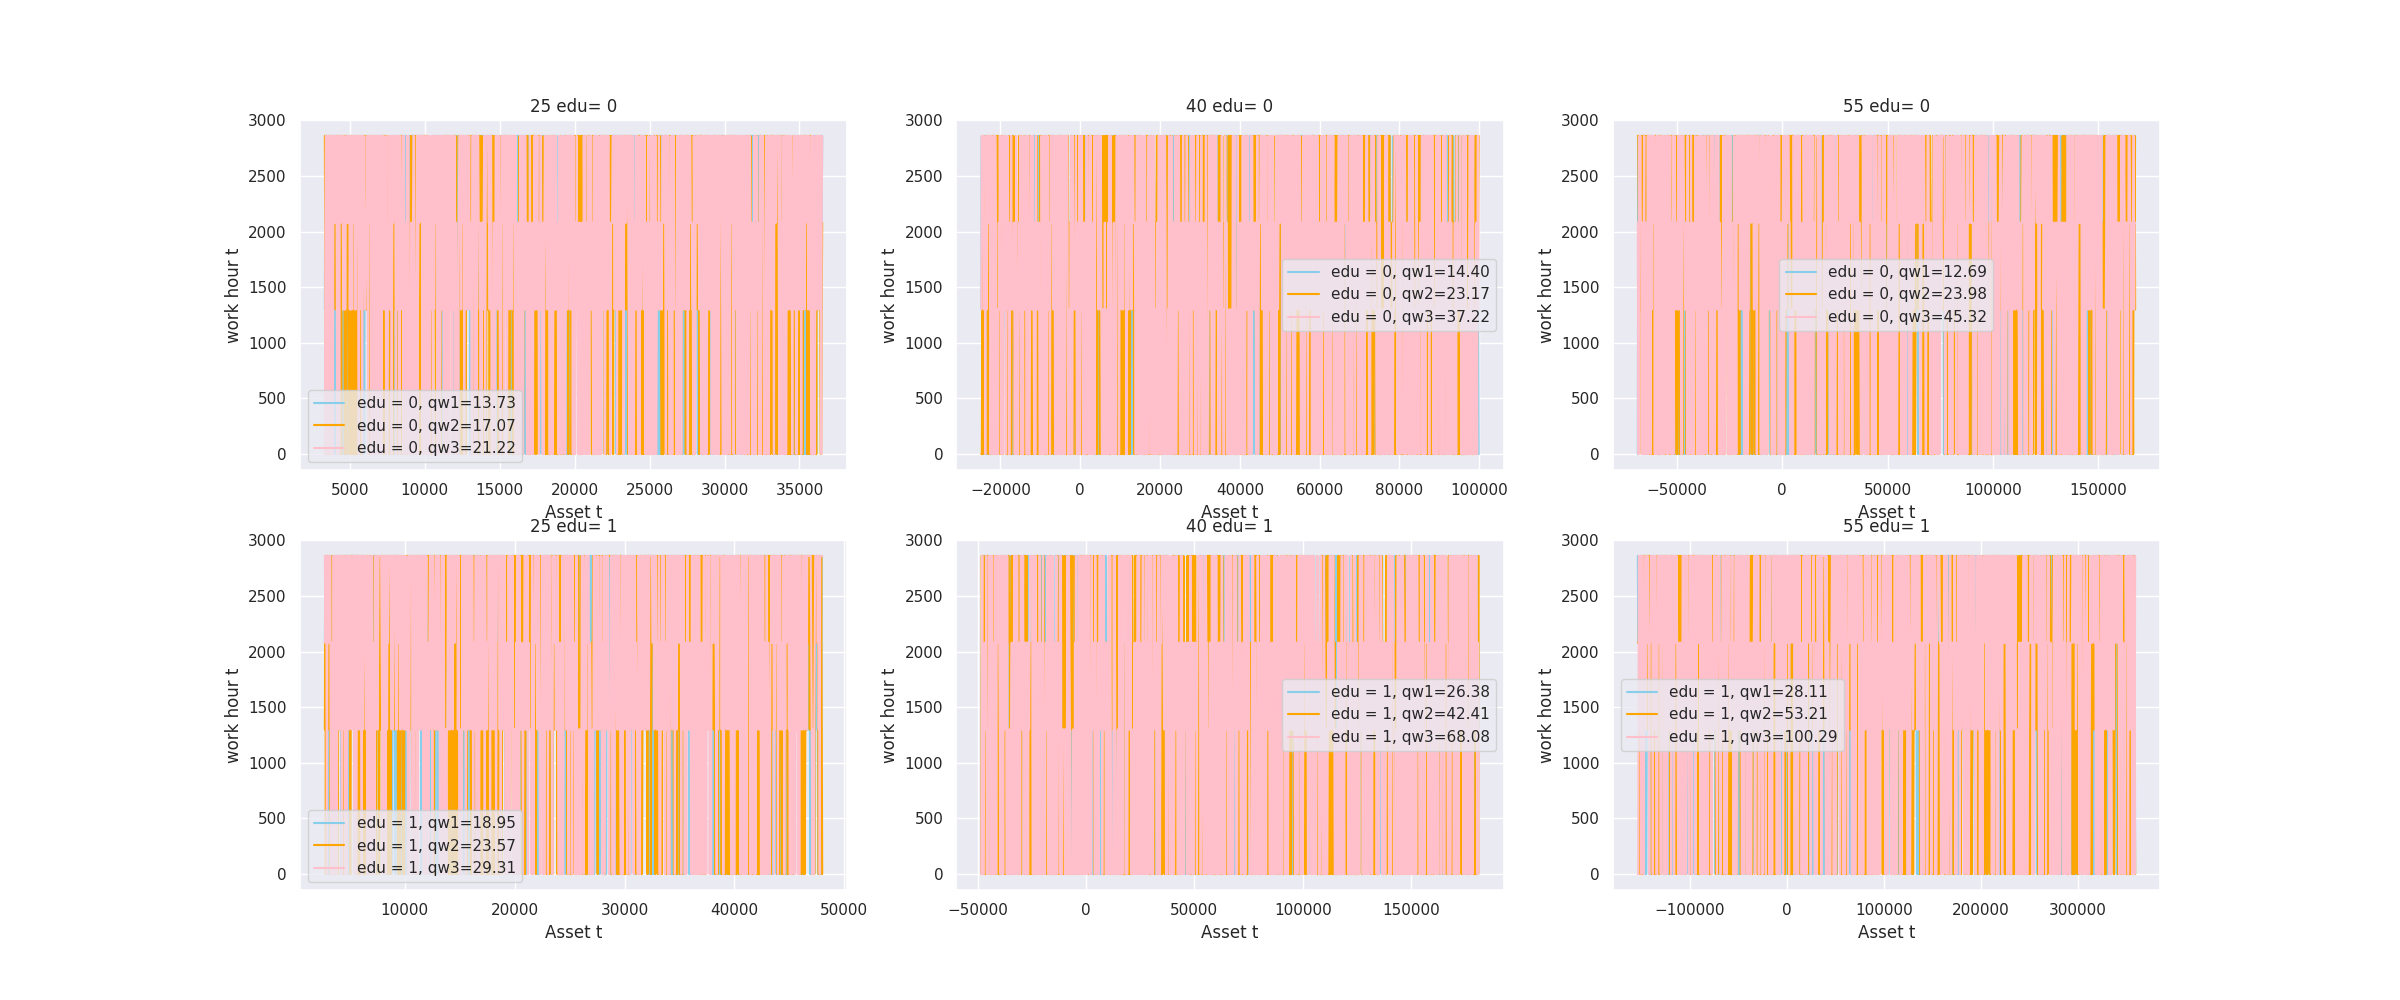 25 edu= 0
3000
2500
2000
1500
1000
500
0
work hour t
edu = 0, qw1=13.73
edu = 0, qw2=17.07
edu = 0, qw3=21.22
5000 10000 15000 20000 25000 30000 35000
Asset t
40 edu= 0
3000
2500
2000
1500
1000
500
0
work hour t
edu = 0, qw1=14.40
edu = 0, qw2=23.17
edu = 0, qw3=37.22
−20000 0 20000 40000 60000 80000 100000
Asset t
55 edu= 0
3000
2500
2000
1500
1000
500
0
work hour t
edu = 0, qw1=12.69
edu = 0, qw2=23.98
edu = 0, qw3=45.32
−50000 0 50000 100000 150000
Asset t
25 edu= 1
3000
2500
2000
1500
1000
500
0
work hour t
edu = 1, qw1=18.95
edu = 1, qw2=23.57
edu = 1, qw3=29.31
10000 20000 30000 40000 50000
Asset t
40 edu= 1
3000
2500
2000
1500
1000
500
0
work hour t
edu = 1, qw1=26.38
edu = 1, qw2=42.41
edu = 1, qw3=68.08
−50000 0 50000 100000 150000
Asset t
55 edu= 1
3000
2500
2000
1500
1000
500
0
work hour t
edu = 1, qw1=28.11
edu = 1, qw2=53.21
edu = 1, qw3=100.29
−100000 0 100000 200000 300000
Asset t